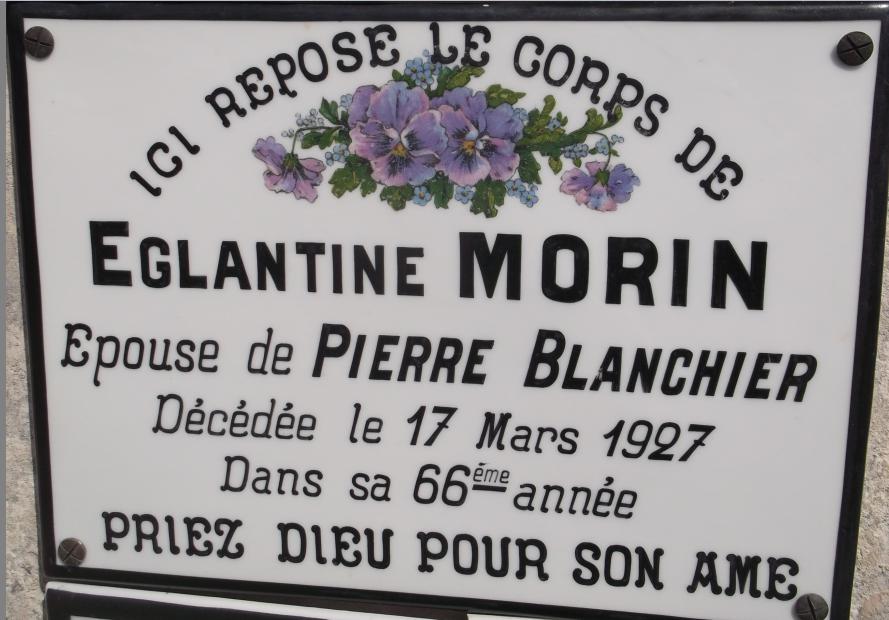 ICI REPOSE LE CORPS DE
EGLANTINE MORIN
Epouse de PIERRE BLANCHIER
Décédée le 17 Mars 1927
Dans sa 66ème année
PRIEZ DIEU POUR SON AME